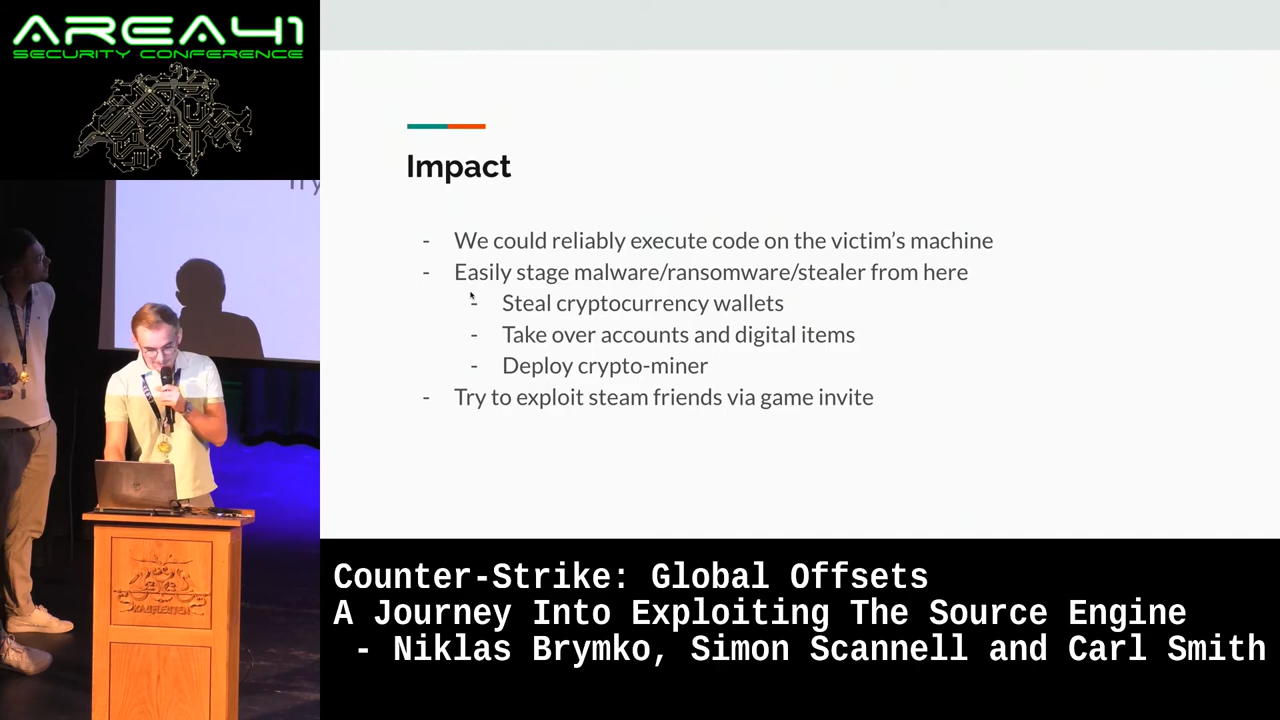 AREA41
SECURITY CONFERENCE
Try
Impact
- We could reliably execute code on the victim’s machine
- Easily stage malware/ransomware/stealer from here
- Steal cryptocurrency wallets
- Take over accounts and digital items
- Deploy crypto-miner
- Try to exploit steam friends via game invite
KAUFLEUTEN
Counter-Strike: Global Offsets
A Journey Into Exploiting The Source Engine
- Niklas Brymko, Simon Scannell and Carl Smith